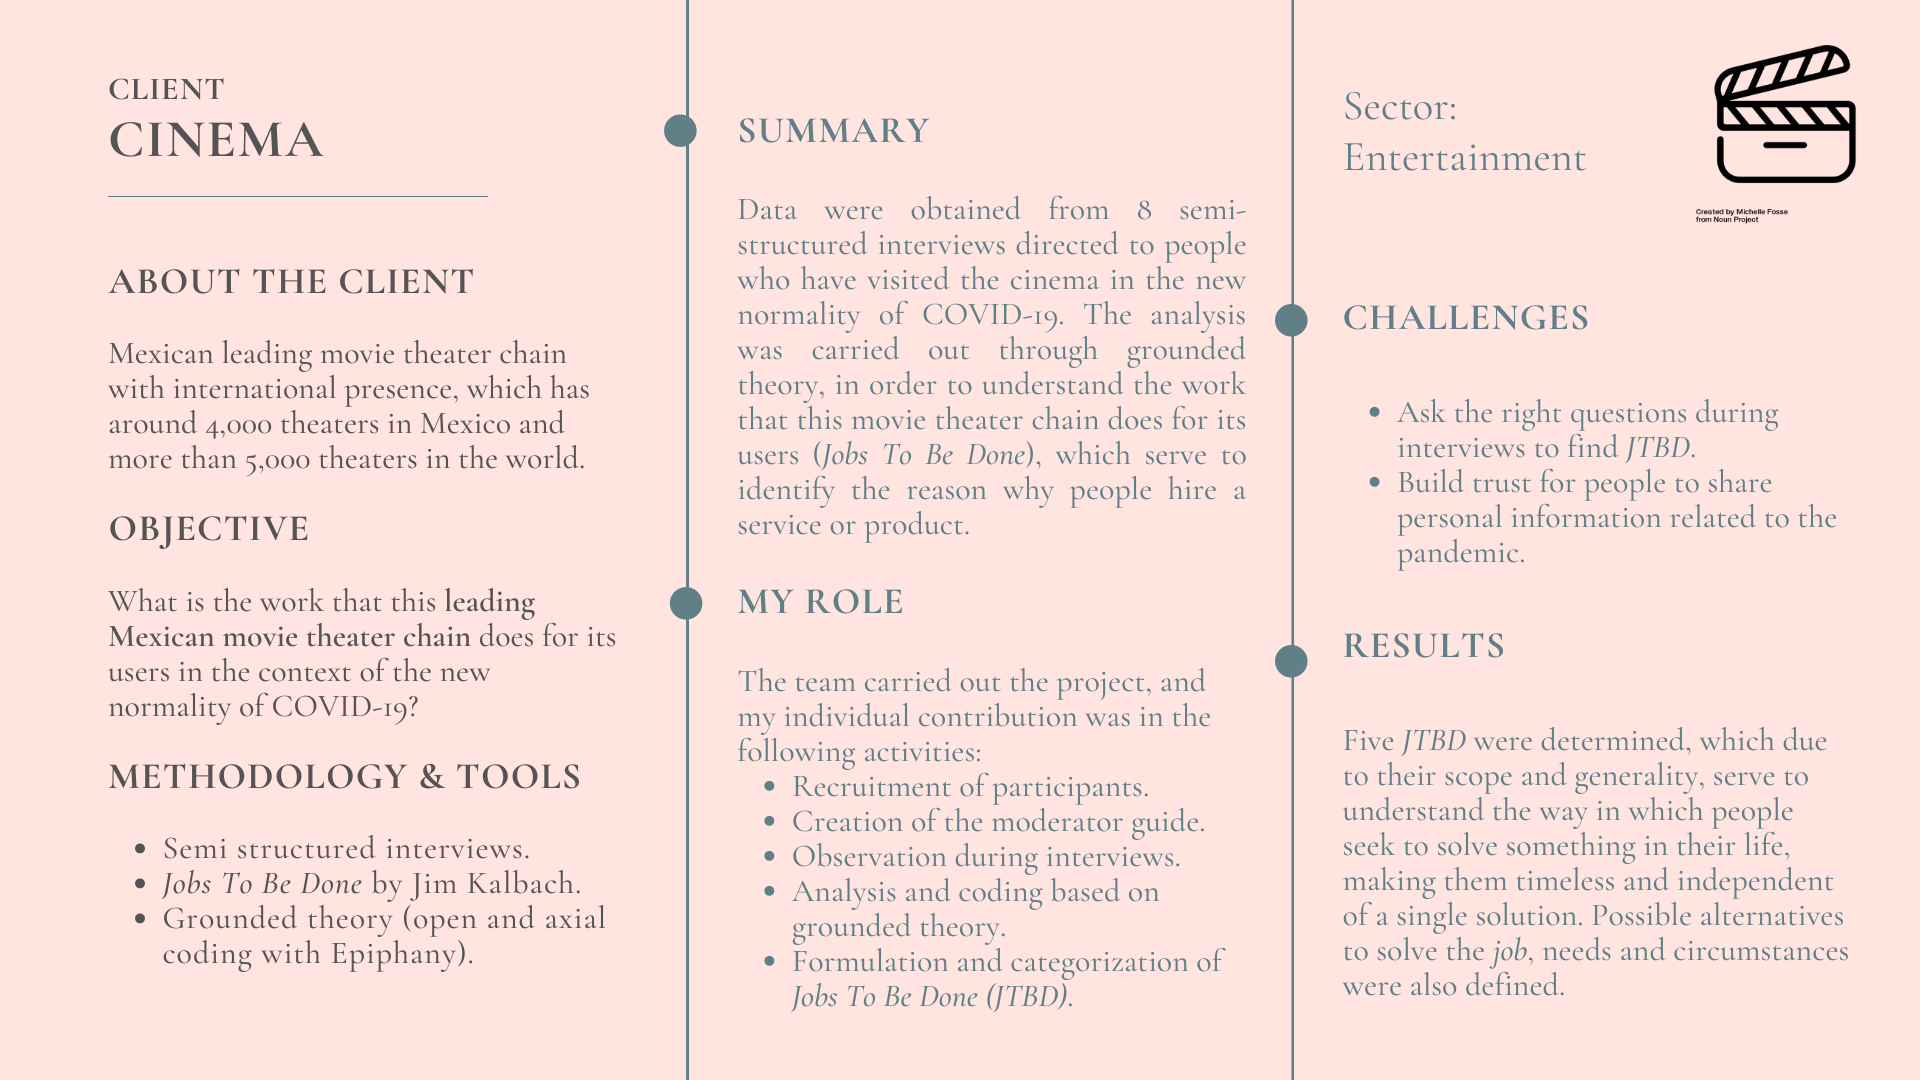 CLIENT
CINEMA
ABOUT THE CLIENT
Mexican leading movie theater chain
with international presence, which has
around 4,000 theaters in Mexico and
more than 5,000 theaters in the world.
OBJECTIVE
What is the work that this leading
Mexican movie theater chain does for its
users in the context of the new
normality of COVID-19?
METHODOLOGY & TOOLS
• Semi structured interviews.
• Jobs To Be Done by Jim Kalbach.
• Grounded theory (open and axial
coding with Epiphany).
SUMMARY
Data were obtained from 8 semi-
structured interviews directed to people
who have visited the cinema in the new
normality of COVID-19. The analysis
was carried out through grounded
theory, in order to understand the work
that this movie theater chain does for its
users (Jobs To Be Done), which serve to
identify the reason why people hire a
service or product.
MY ROLE
The team carried out the project, and
my individual contribution was in the
following activities:
• Recruitment of participants.
• Creation of the moderator guide.
• Observation during interviews.
• Analysis and coding based on
grounded theory.
• Formulation and categorization of
Jobs To Be Done (JTBD).
Sector:
Entertainment
Created by Michelle Fosse
from Noun Project
CHALLENGES
• Ask the right questions during
interviews to find JTBD.
• Build trust for people to share
personal information related to the
pandemic.
RESULTS
Five JTBD were determined, which due
to their scope and generality, serve to
understand the way in which people
seek to solve something in their life,
making them timeless and independent
of a single solution. Possible alternatives
to solve the job, needs and circumstances
were also defined.